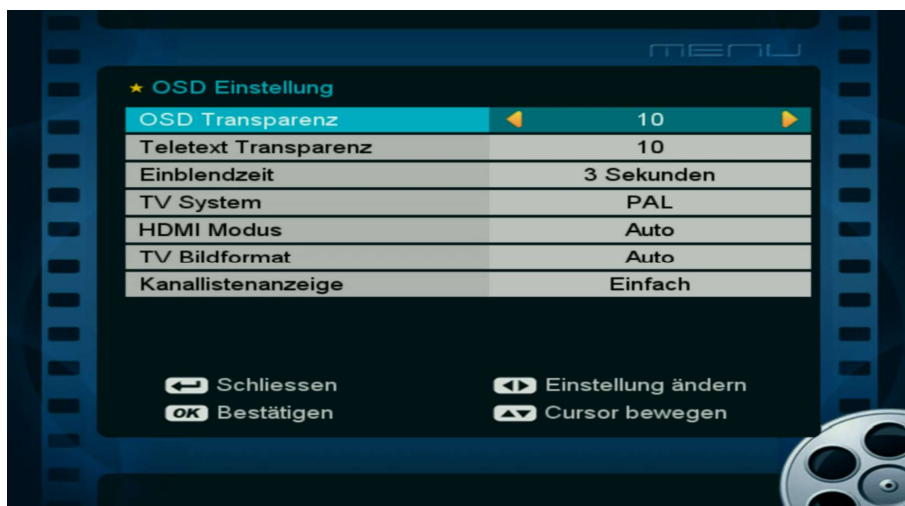 MENU
OSD Einstellung
OSD Transparenz 10
Teletext Transparenz 10
Einblendzeit 3 Sekunden
TV System PAL
HDMI Modus Auto
TV Bildformat Auto
Kanallistenanzeige Einfach
Schliessen Einstellung ändern
OK Bestätigen Cursor bewegen